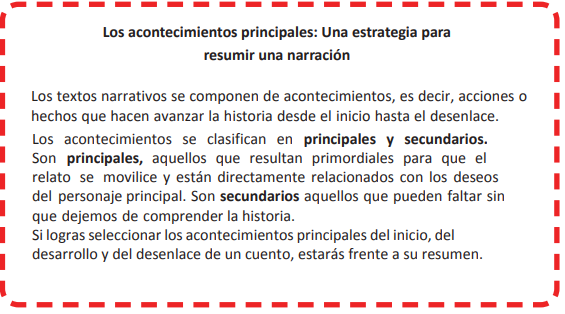 Los acontecimientos principales: Una estrategia para
resumir una narración
Los textos narrativos se componen de acontecimientos, es decir, acciones o
hechos que hacen avanzar la historia desde el inicio hasta el desenlace.
Los acontecimientos se clasifican en principales y secundarios.
Son principales, aquellos que resultan primordiales para que el
relato se movilice y están directamente relacionados con los deseos
del personaje principal. Son secundarios aquellos que pueden faltar sin
que dejemos de comprender la historia.
Si logras seleccionar los acontecimientos principales del inicio, del
desarrollo y del desenlace de un cuento, estarás frente a su resumen.